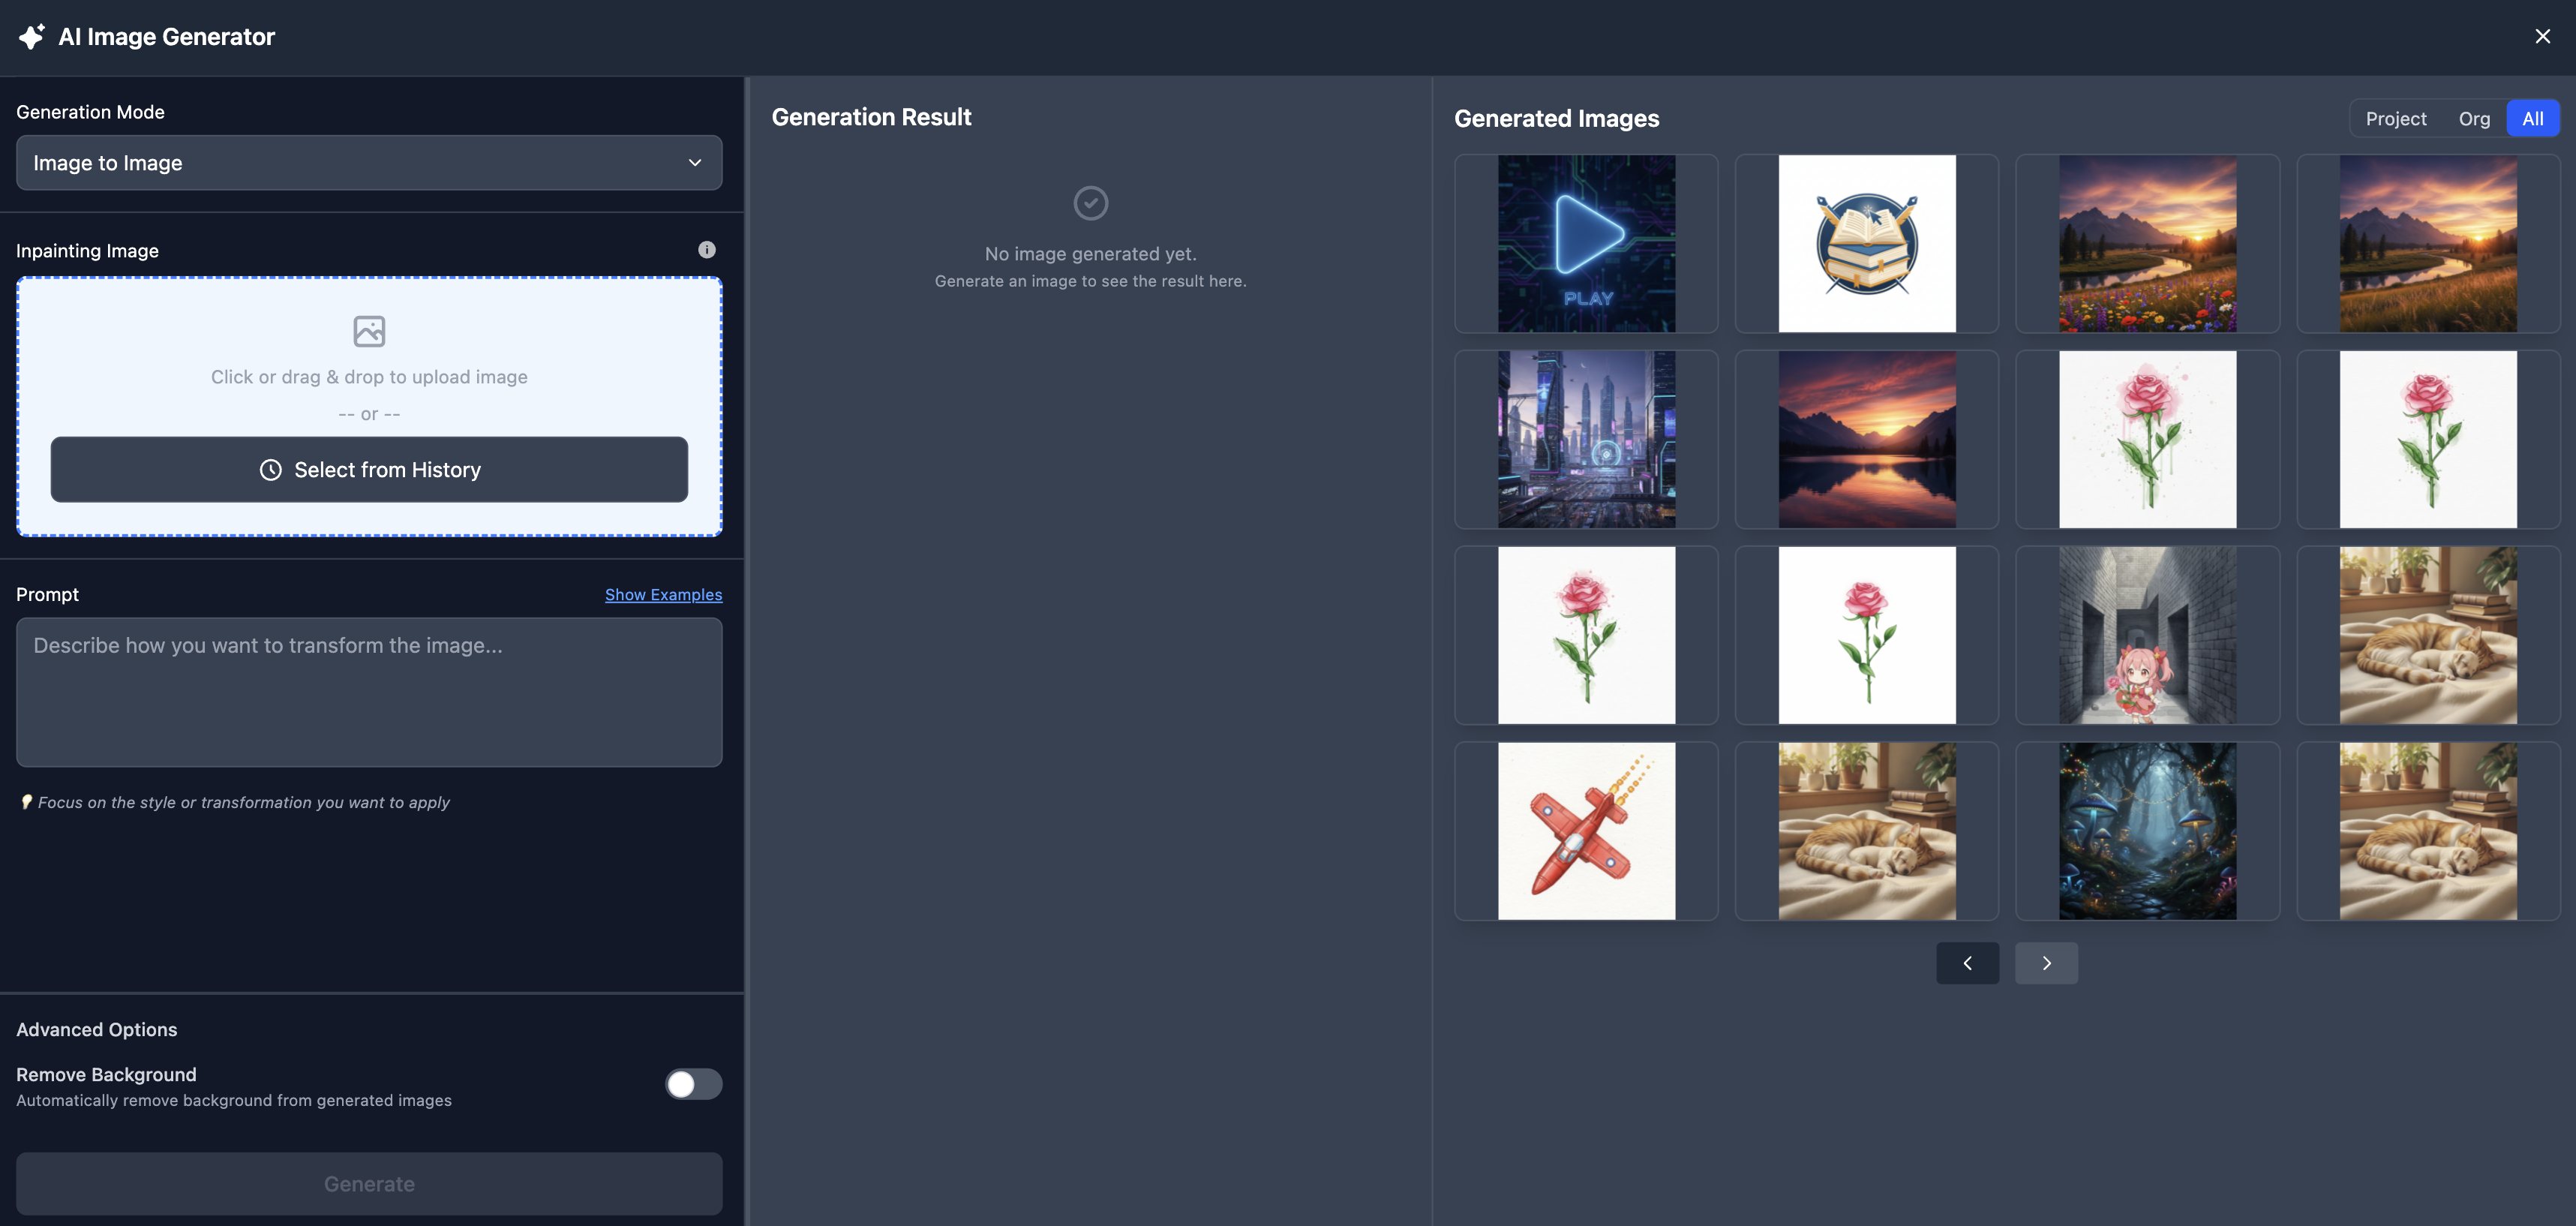 AI Image Generator
Generation Mode
Image to Image
Inpainting Image
Click or drag & drop to upload image
-- or --
Select from History
Prompt
Show Examples
Describe how you want to transform the image...
Focus on the style or transformation you want to apply
Advanced Options
Remove Background
Automatically remove background from generated images
Generate
Generation Result
No image generated yet.
Generate an image to see the result here.
Generated Images
Project Org All
PLAY